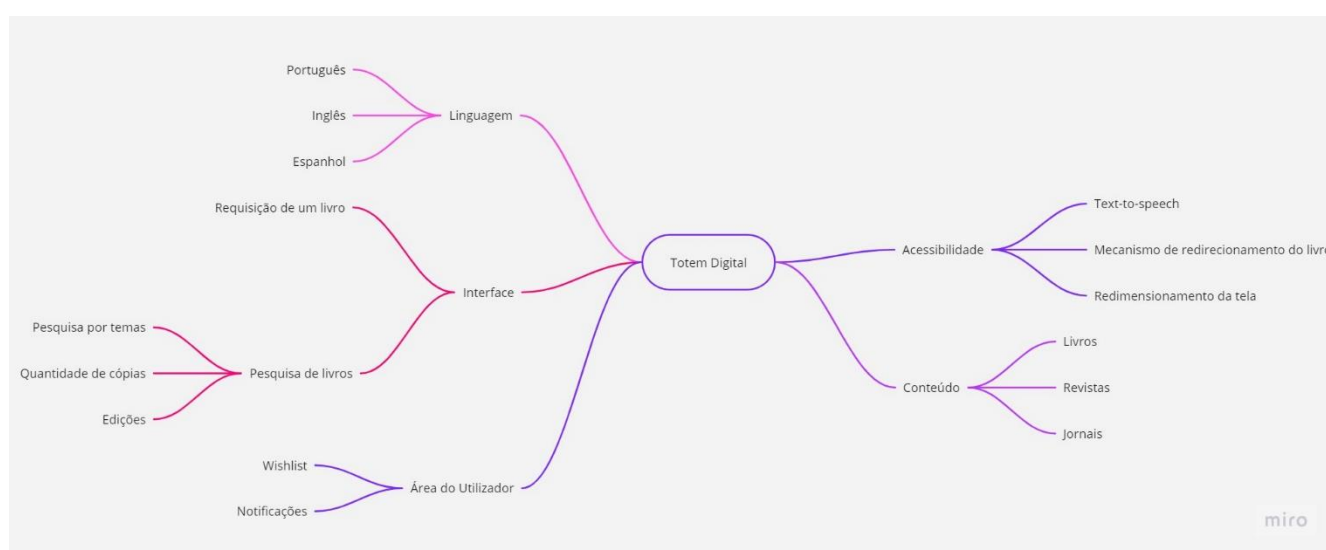 Português
Inglês
Espanhol
Linguagem
Requisição de um livro
Interface
Pesquisa por temas
Quantidade de cópias
Edições
Pesquisa de livros
Wishlist
Notificações
Área do Utilizador
Totem Digital
Acessibilidade
Text-to-speech
Mecanismo de redirecionamento do
Redimensionamento da tela
Conteúdo
Livros
Revistas
Jornais
miro